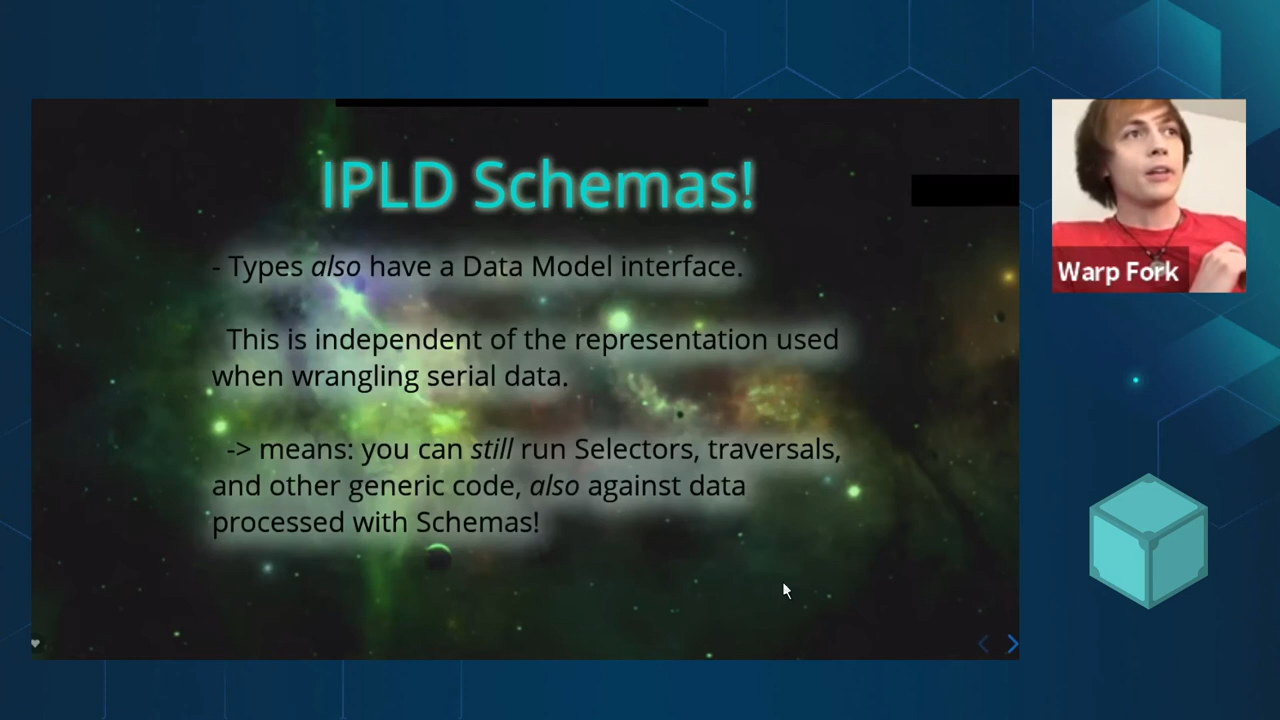 IPLD Schemas!
- Types also have a Data Model interface.
This is independent of the representation used
when wrangling serial data.
-> means: you can still run Selectors, traversals,
and other generic code, also against data
processed with Schemas!
Warp Fork